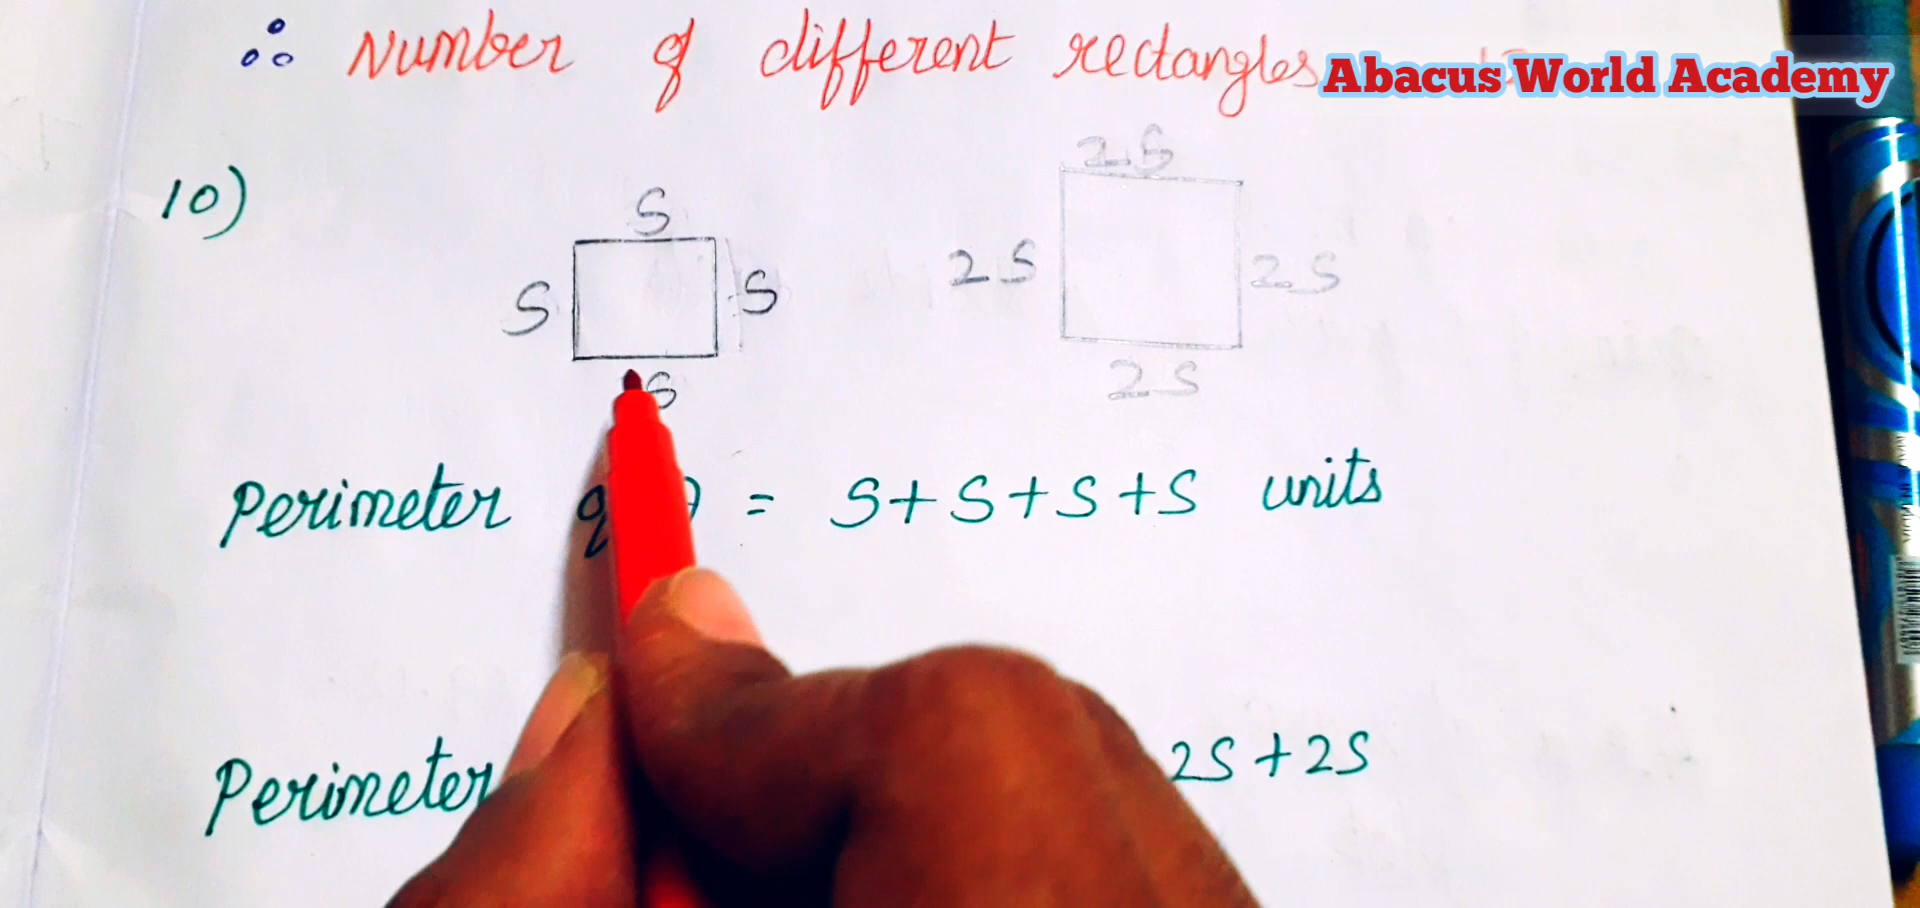 ∴ Number of different rectangles
Abacus World Academy
10)
S
2S
S
S
2S
2S
S
2S
Perimeter = S+S+S+S units
Perimeter 2S+2S